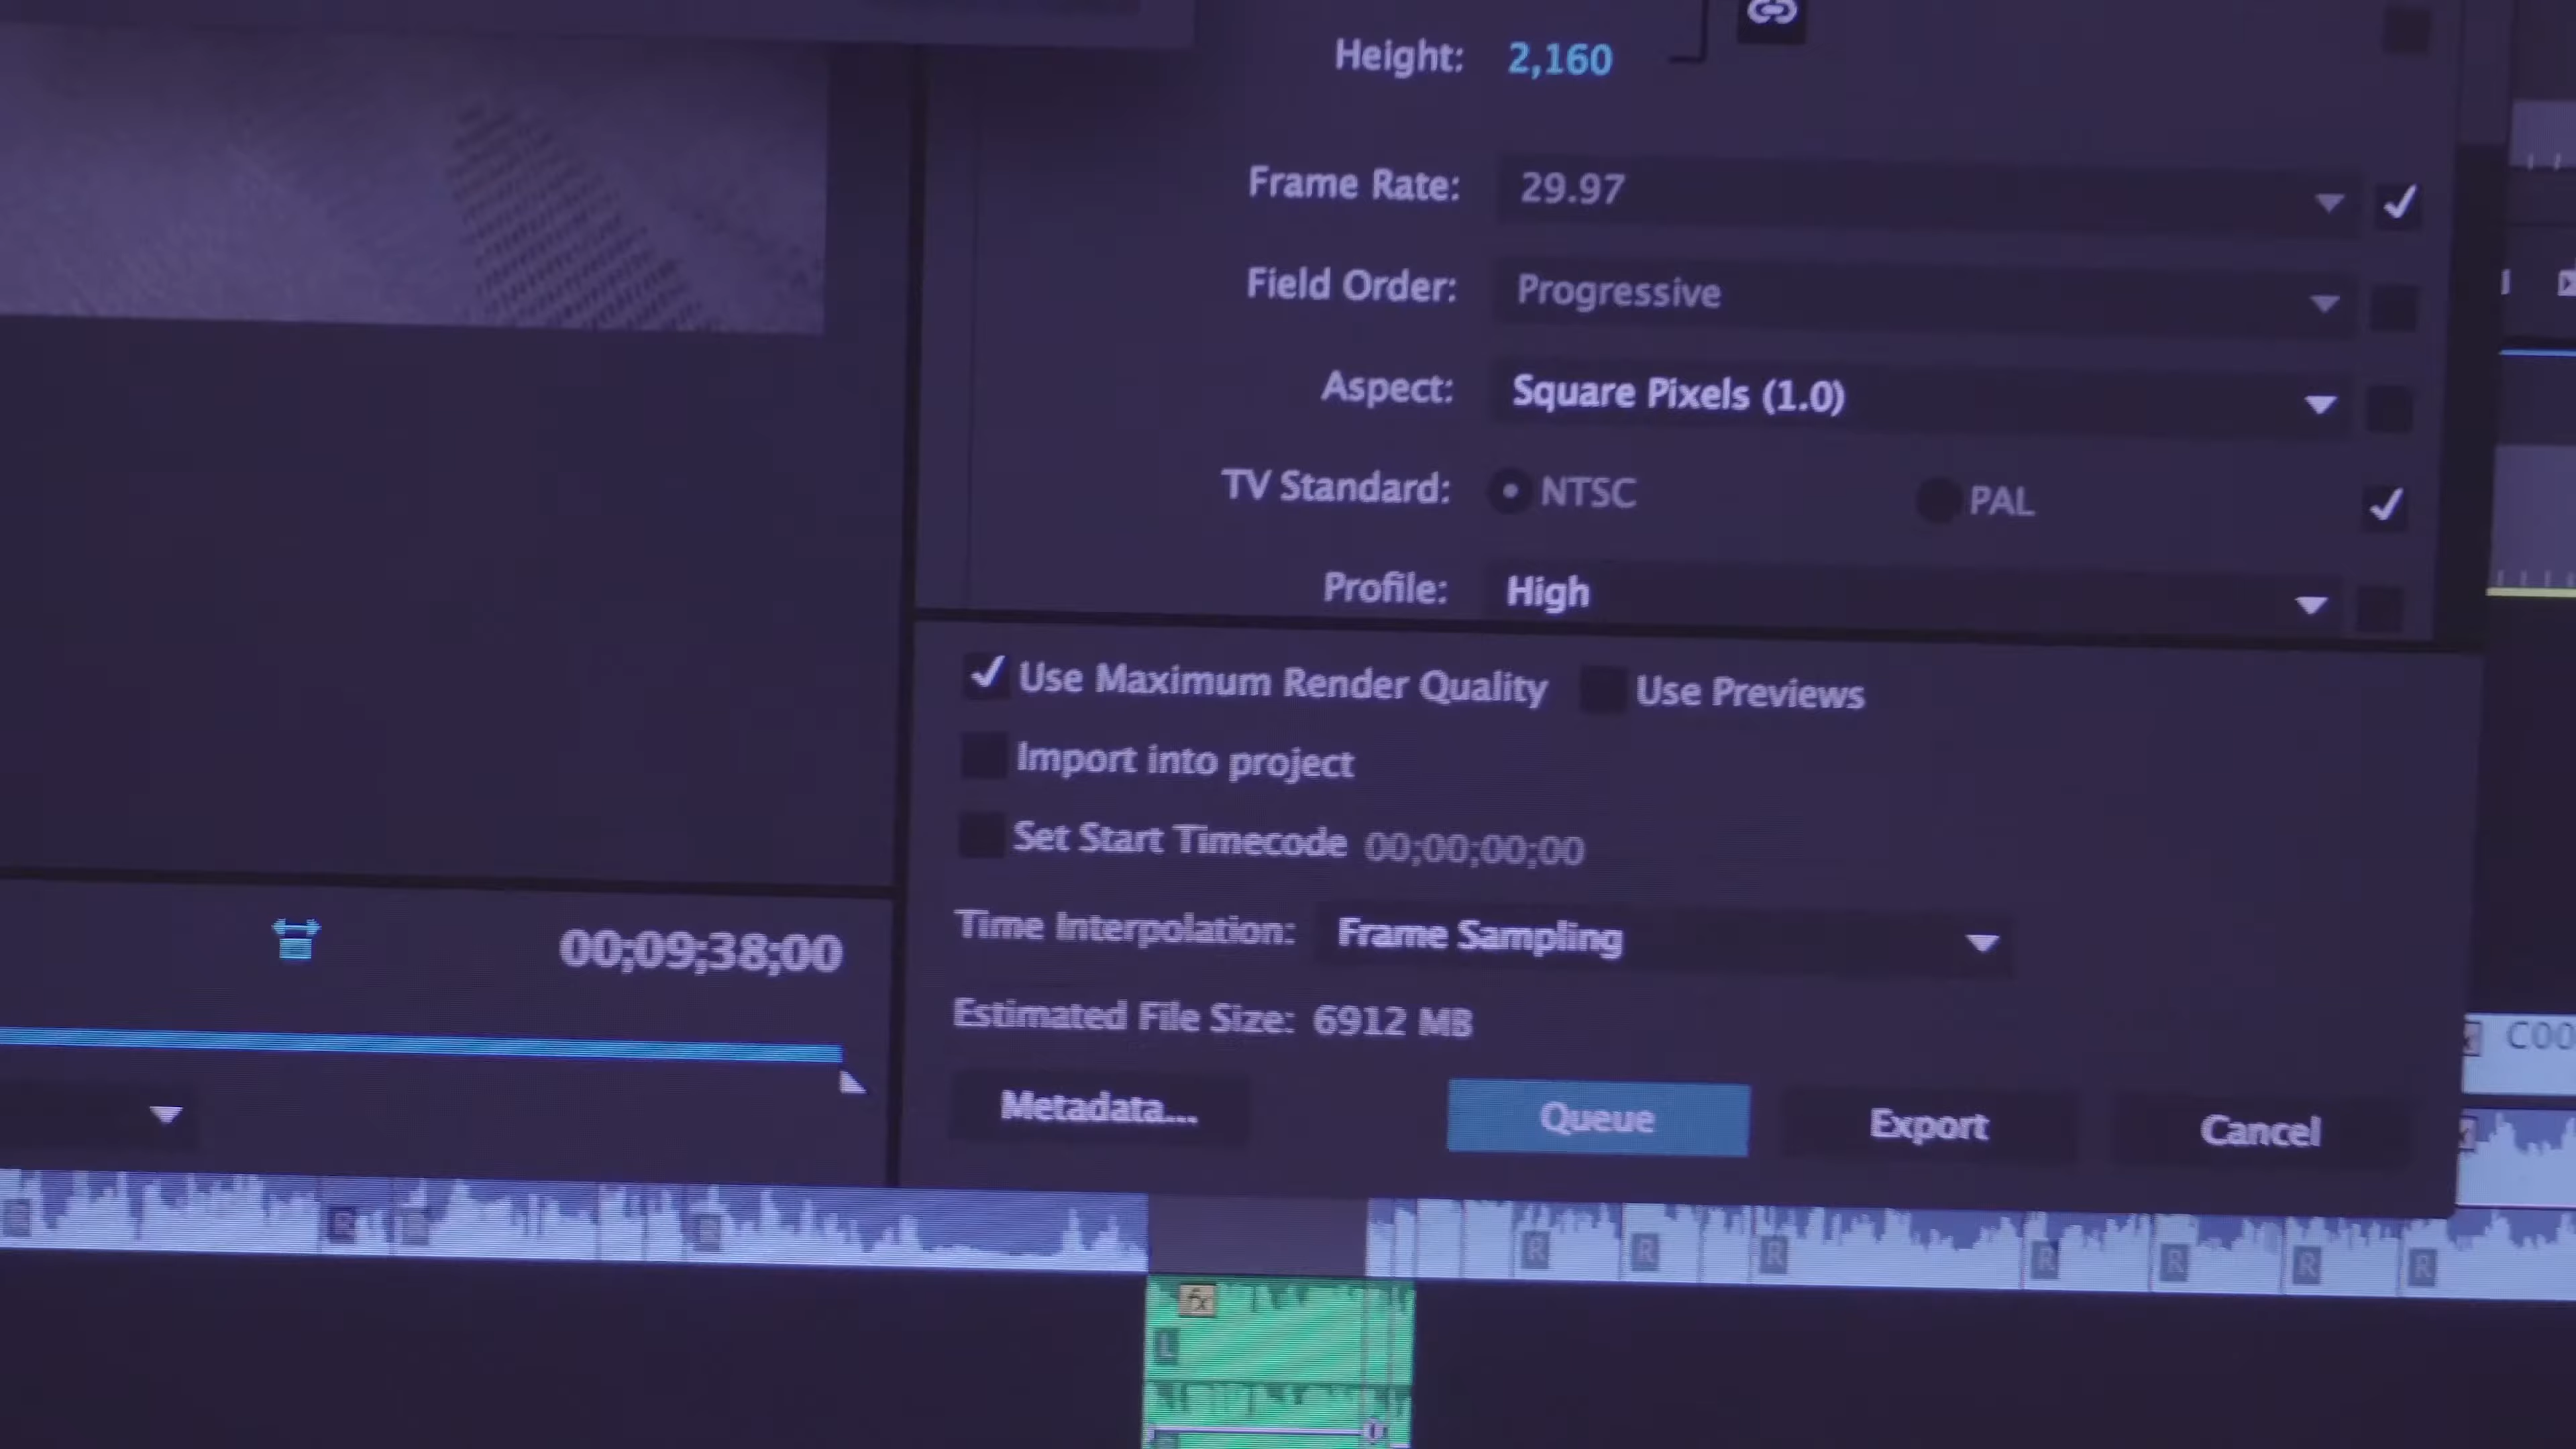 Height: 2,160
Frame Rate: 29.97
Field Order: Progressive
Aspect: Square Pixels (1.0)
TV Standard: NTSC PAL
Profile: High
Use Maximum Render Quality Use Previews
Import into project
Set Start Timecode 00;00;00;00
Time Interpolation: Frame Sampling
00;09;38;00
Estimated File Size: 6912 MB
C00
Metadata... Queue Export Cancel
R R R R R R R R R R
fx
L